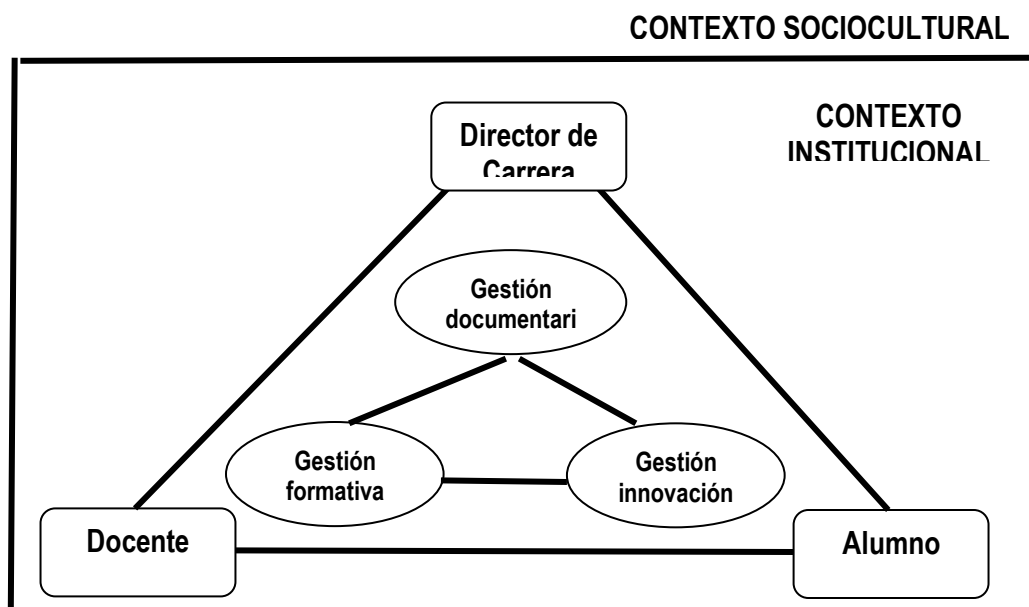 CONTEXTO SOCIOCULTURAL
CONTEXTO
INSTITUCIONAL
Director de
Carrera
Gestión
documentari
Gestión
formativa
Gestión
innovación
Docente
Alumno